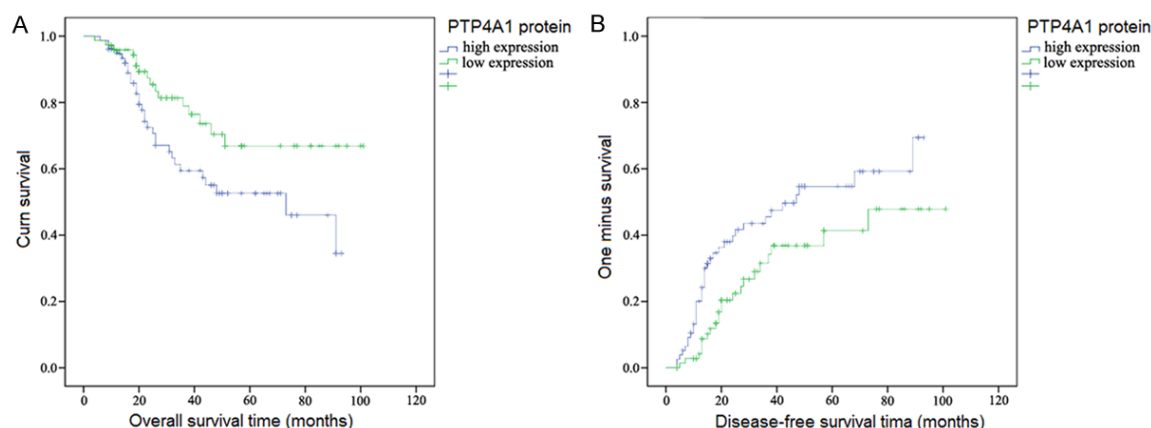 A
PTP4A1 protein
high expression
low expression
1.0
0.8
0.6
0.4
0.2
0.0
Curn survival
0 20 40 60 80 100 120
Overall survival time (months)
B
PTP4A1 protein
high expression
low expression
1.0
0.8
0.6
0.4
0.2
0.0
One minus survival
0 20 40 60 80 100 120
Disease-free survival tima (months)